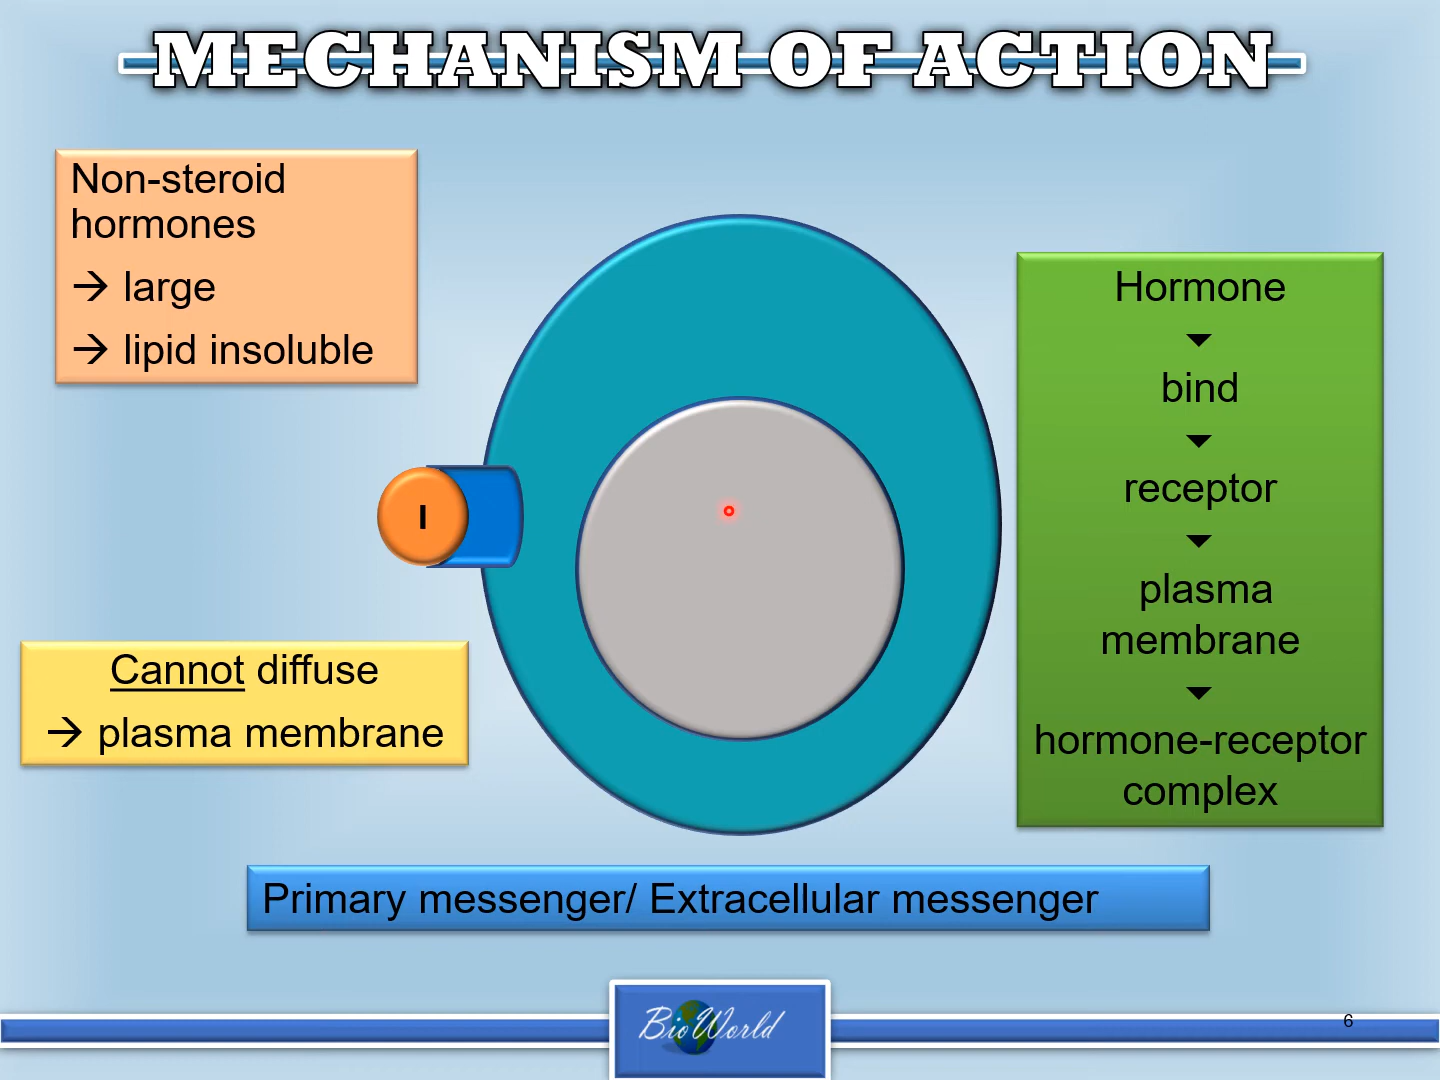 MECHANISM OF ACTION
Non-steroid
hormones
→ large
→ lipid insoluble
I
Cannot diffuse
→ plasma membrane
Hormone
bind
receptor
plasma
membrane
hormone-receptor
complex
Primary messenger/ Extracellular messenger
BioWorld
6